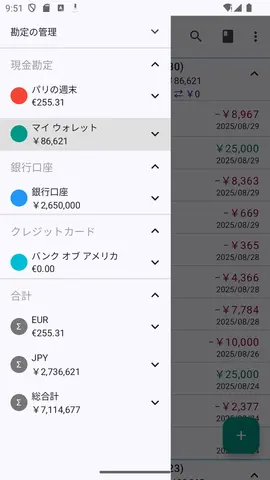 9:51
勘定の管理
現金勘定
パリの週末
€255.31
マイ ウォレット
￥86,621
銀行口座
銀行口座
￥2,650,000
クレジットカード
バンク オブ アメリカ
€0.00
合計
Σ EUR
€255.31
Σ JPY
￥2,736,621
Σ 総合計
￥7,114,677
30)
￥86,621
⇄ ￥0
−￥8,967
2025/08/29
￥25,000
2025/08/29
−￥8,363
2025/08/29
−￥669
2025/08/29
−￥365
2025/08/28
−￥4,366
2025/08/28
−￥7,784
2025/08/28
−￥10,000
2025/08/26
￥25,000
2025/08/24
−￥2,377
23)